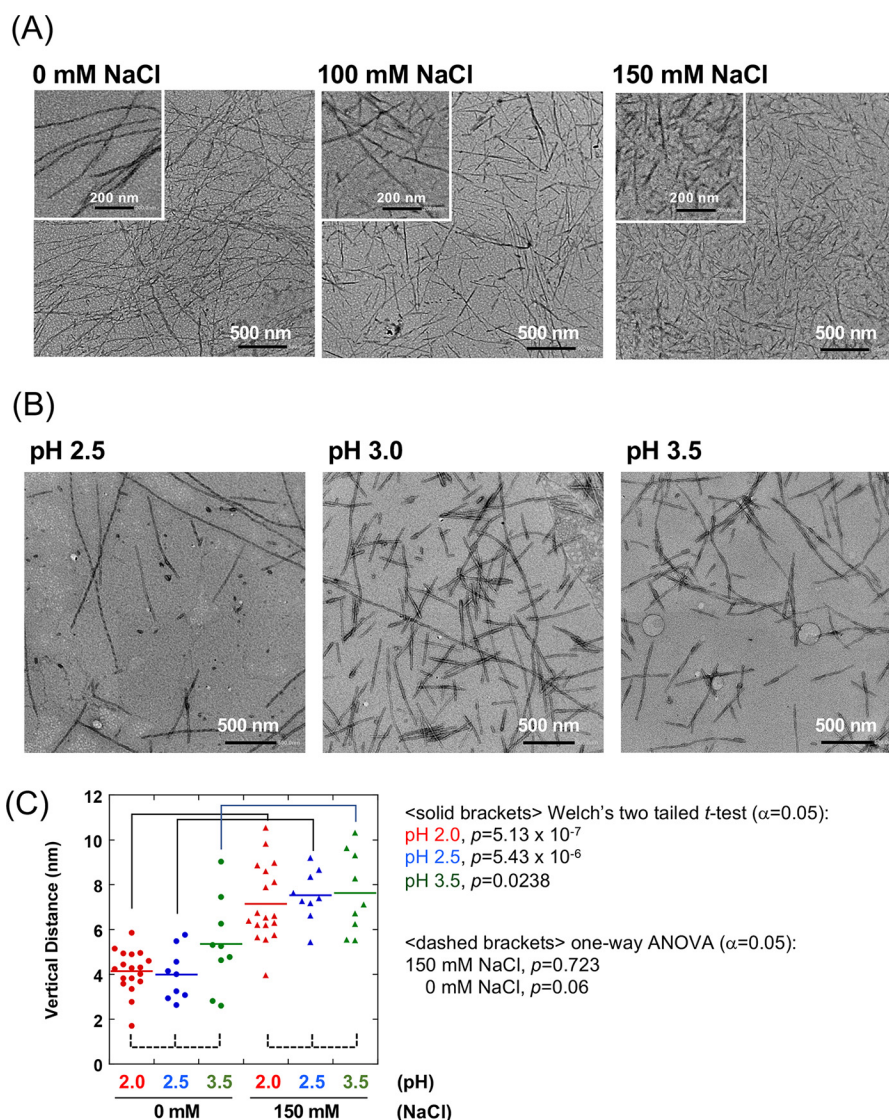 (A)
0 mM NaCl 100 mM NaCl 150 mM NaCl
200 nm 200 nm 200 nm
500 nm 500 nm 500 nm
(B)
pH 2.5 pH 3.0 pH 3.5
500 nm 500 nm 500 nm
(C)
12
10
8
6
4
2
0
Vertical Distance (nm)
2.0 2.5 3.5 2.0 2.5 3.5 (pH)
0 mM 150 mM (NaCl)
<solid brackets> Welch's two tailed t-test (α=0.05):
pH 2.0, p=5.13 x 10⁻⁷
pH 2.5, p=5.43 x 10⁻⁶
pH 3.5, p=0.0238
<dashed brackets> one-way ANOVA (α=0.05):
150 mM NaCl, p=0.723
0 mM NaCl, p=0.06